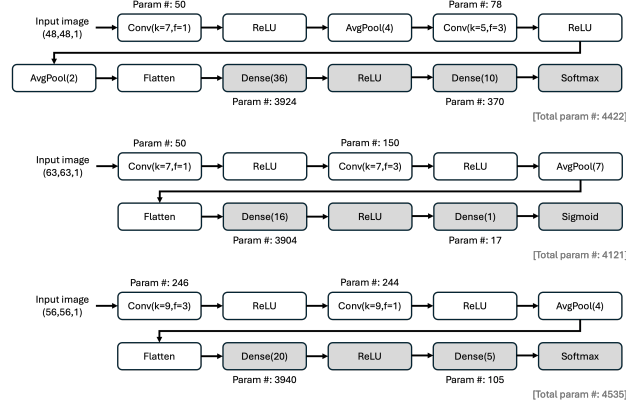 Param #: 50
Param #: 78
Input image
(48,48,1)
Conv(k=7,f=1)
ReLU
AvgPool(4)
Conv(k=5,f=3)
ReLU
AvgPool(2)
Flatten
Dense(36)
ReLU
Dense(10)
Softmax
Param #: 3924
Param #: 370
[Total param #: 4422]
Param #: 50
Param #: 150
Input image
(63,63,1)
Conv(k=7,f=1)
ReLU
Conv(k=7,f=3)
ReLU
AvgPool(7)
Flatten
Dense(16)
ReLU
Dense(1)
Sigmoid
Param #: 3904
Param #: 17
[Total param #: 4121]
Param #: 246
Param #: 244
Input image
(56,56,1)
Conv(k=9,f=3)
ReLU
Conv(k=9,f=1)
ReLU
AvgPool(4)
Flatten
Dense(20)
ReLU
Dense(5)
Softmax
Param #: 3940
Param #: 105
[Total param #: 4535]